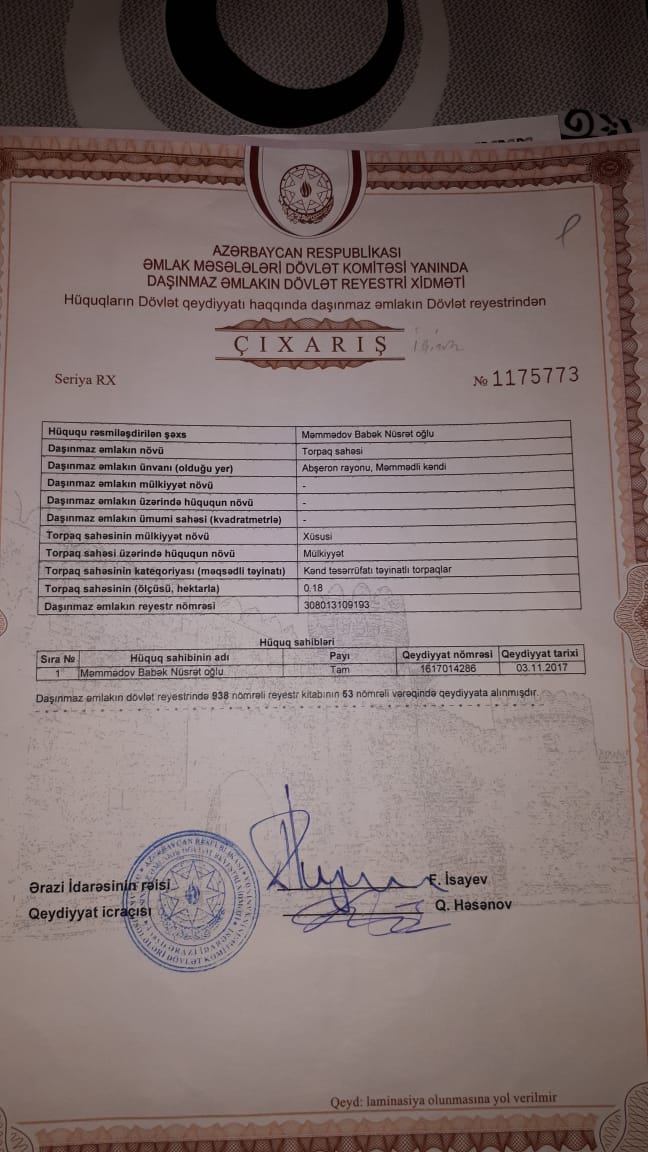 AZƏRBAYCAN RESPUBLİKASI
ƏMLAK MƏSƏLƏLƏRİ DÖVLƏT KOMİTƏSİ YANINDA
DAŞINMAZ ƏMLAKIN DÖVLƏT REYESTRİ XİDMƏTİ
Hüquqların Dövlət qeydiyyatı haqqında daşınmaz əmlakın Dövlət reyestrindən
ÇIXARIŞ
Seriya RX № 1175773
Hüququ rəsmiləşdirilən şəxs Məmmədov Babək Nüsrət oğlu
Daşınmaz əmlakın növü Torpaq sahəsi
Daşınmaz əmlakın ünvanı (olduğu yer) Abşeron rayonu, Məmmədli kəndi
Daşınmaz əmlakın mülkiyyət növü -
Daşınmaz əmlakın üzərində hüququn növü -
Daşınmaz əmlakın ümumi sahəsi (kvadratmetrlə) -
Torpaq sahəsinin mülkiyyət növü Xüsusi
Torpaq sahəsi üzərində hüququn növü Mülkiyyət
Torpaq sahəsinin kateqoriyası (məqsədli təyinatı) Kənd təsərrüfatı təyinatlı torpaqlar
Torpaq sahəsinin (ölçüsü, hektarla) 0.18
Daşınmaz əmlakın reyestr nömrəsi 308013109193
Hüquq sahibləri
Sıra № Hüquq sahibinin adı Payı Qeydiyyat nömrəsi Qeydiyyat tarixi
1 Məmmədov Babək Nüsrət oğlu Tam 1617014286 03.11.2017
Daşınmaz əmlakın dövlət reyestrində 938 nömrəli reyestr kitabının 53 nömrəli vərəqində qeydiyyata alınmışdır.
Ərazi İdarəsinin rəisi F. İsayev
Qeydiyyat icraçısı Q. Həsənov
Qeyd: laminasiya olunmasına yol verilmir